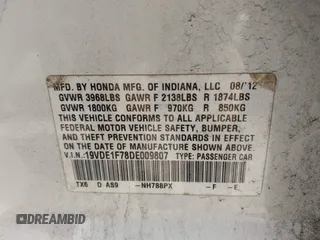 MFD. BY HONDA MFG. OF INDIANA, LLC 08/12
GVWR 3968LBS GAWR F 2138LBS R 1874LBS
GVWR 1800KG GAWR F 970KG R 850KG
THIS VEHICLE CONFORMS TO ALL APPLICABLE
FEDERAL MOTOR VEHICLE SAFETY, BUMPER,
AND THEFT PREVENTION STANDARDS IN EFFECT
ON THE DATE OF MANUFACTURE SHOWN ABOVE.
V.I.N.: 19VDE1F78DE009807 TYPE: PASSENGER CAR
TX6 D A89 NH788PX -F -E
DREAMBID